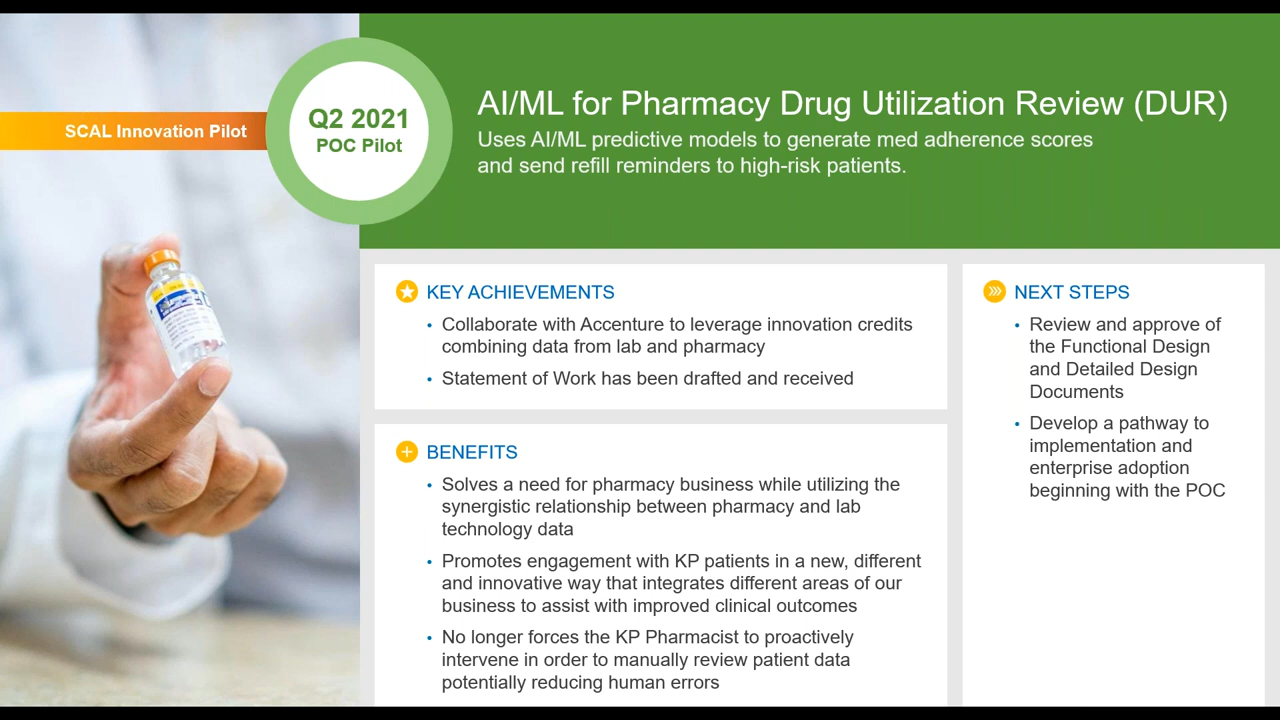 SCAL Innovation Pilot
Q2 2021
POC Pilot
AI/ML for Pharmacy Drug Utilization Review (DUR)
Uses AI/ML predictive models to generate med adherence scores
and send refill reminders to high-risk patients.
KEY ACHIEVEMENTS
• Collaborate with Accenture to leverage innovation credits
combining data from lab and pharmacy
• Statement of Work has been drafted and received
BENEFITS
• Solves a need for pharmacy business while utilizing the
synergistic relationship between pharmacy and lab
technology data
• Promotes engagement with KP patients in a new, different
and innovative way that integrates different areas of our
business to assist with improved clinical outcomes
• No longer forces the KP Pharmacist to proactively
intervene in order to manually review patient data
potentially reducing human errors
NEXT STEPS
• Review and approve of
the Functional Design
and Detailed Design
Documents
• Develop a pathway to
implementation and
enterprise adoption
beginning with the POC